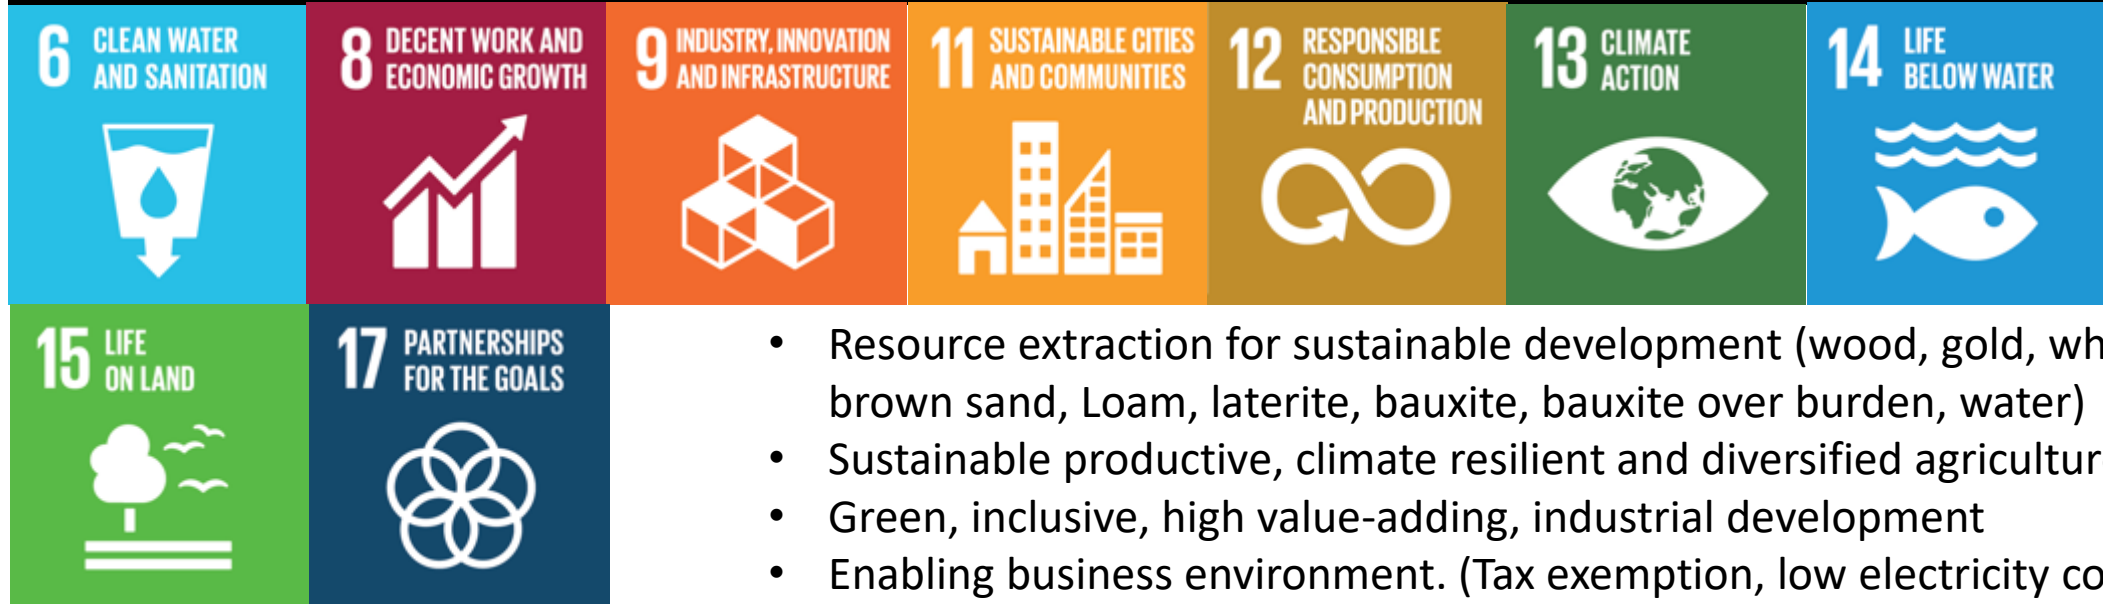 6 CLEAN WATER
AND SANITATION
8 DECENT WORK AND
ECONOMIC GROWTH
9 INDUSTRY, INNOVATION
AND INFRASTRUCTURE
11 SUSTAINABLE CITIES
AND COMMUNITIES
12 RESPONSIBLE
CONSUMPTION
AND PRODUCTION
13 CLIMATE
ACTION
14 LIFE
BELOW WATER
15 LIFE
ON LAND
17 PARTNERSHIPS
FOR THE GOALS
• Resource extraction for sustainable development (wood, gold,
brown sand, Loam, laterite, bauxite, bauxite over burden, water)
• Sustainable productive, climate resilient and diversified
• Green, inclusive, high value-adding, industrial development
• Enabling business environment. (Tax exemption, low electricity